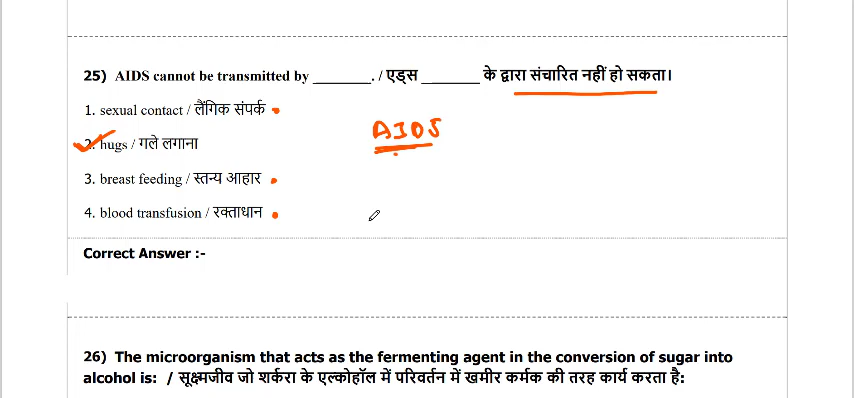 25) AIDS cannot be transmitted by _______. / एड्स _______ के द्वारा संचारित नहीं हो सकता।
1. sexual contact / लैंगिक संपर्क
2. hugs / गले लगाना
AIDS
3. breast feeding / स्तन्य आहार
4. blood transfusion / रक्ताधान
Correct Answer :-
26) The microorganism that acts as the fermenting agent in the conversion of sugar into
alcohol is: / सूक्ष्मजीव जो शर्करा के एल्कोहॉल में परिवर्तन में खमीर कर्मक की तरह कार्य करता है: